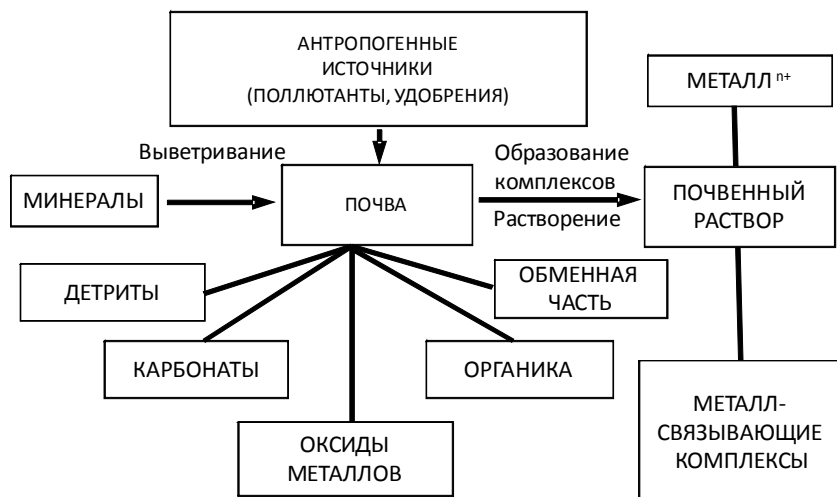 АНТРОПОГЕННЫЕ
ИСТОЧНИКИ
(ПОЛЛЮТАНТЫ, УДОБРЕНИЯ)
МЕТАЛЛ n+
Выветривание
Образование
комплексов
Растворение
МИНЕРАЛЫ
ПОЧВА
ПОЧВЕННЫЙ
РАСТВОР
ДЕТРИТЫ
ОБМЕННАЯ
ЧАСТЬ
КАРБОНАТЫ
ОРГАНИКА
ОКСИДЫ
МЕТАЛЛОВ
МЕТАЛЛ-
СВЯЗЫВАЮЩИЕ
КОМПЛЕКСЫ